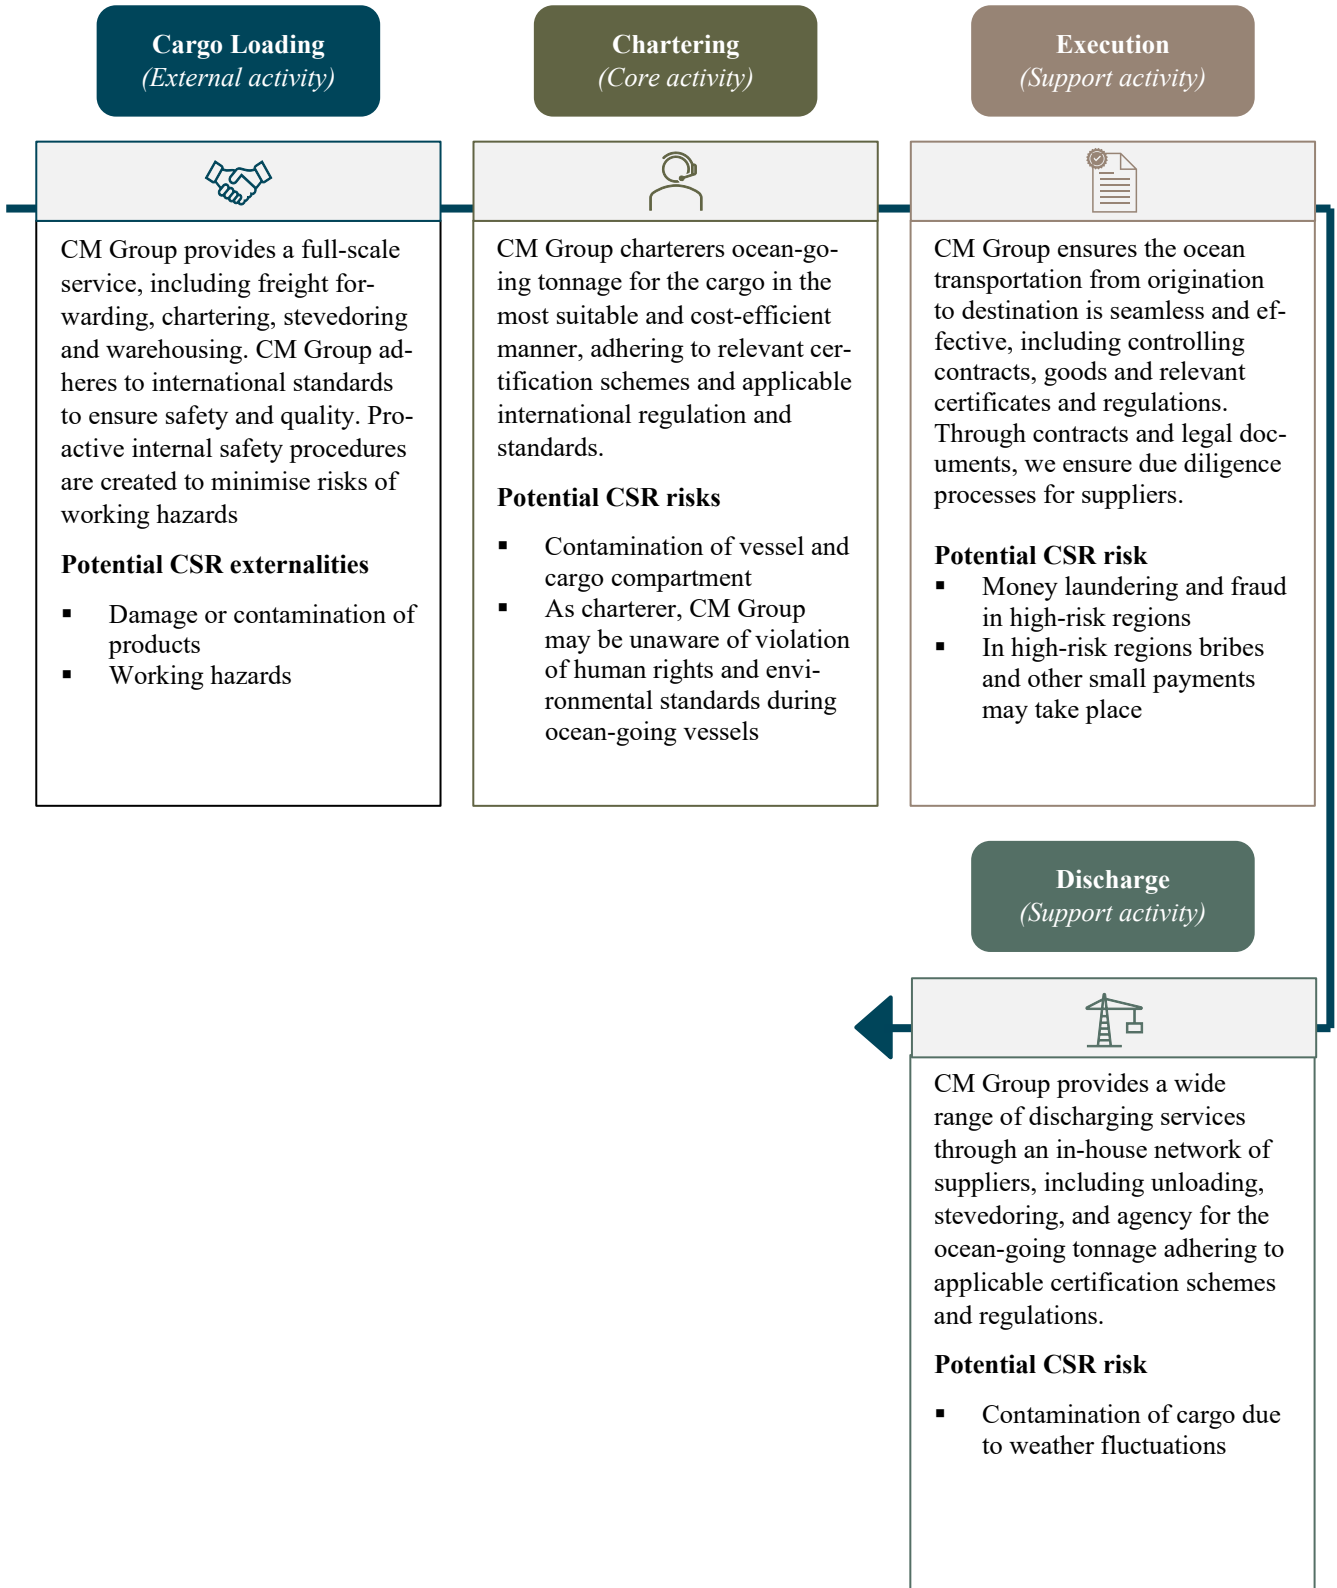 Cargo Loading
(External activity)
CM Group provides a full-scale
service, including freight for-
warding, chartering, stevedoring
and warehousing. CM Group ad-
heres to international standards
to ensure safety and quality. Pro-
active internal safety procedures
are created to minimise risks of
working hazards
Potential CSR externalities
▪ Damage or contamination of
products
▪ Working hazards
Chartering
(Core activity)
CM Group charterers ocean-go-
ing tonnage for the cargo in the
most suitable and cost-efficient
manner, adhering to relevant cer-
tification schemes and applicable
international regulation and
standards.
Potential CSR risks
▪ Contamination of vessel and
cargo compartment
▪ As charterer, CM Group
may be unaware of violation
of human rights and envi-
ronmental standards during
ocean-going vessels
Execution
(Support activity)
CM Group ensures the ocean
transportation from origination
to destination is seamless and ef-
fective, including controlling
contracts, goods and relevant
certificates and regulations.
Through contracts and legal doc-
uments, we ensure due diligence
processes for suppliers.
Potential CSR risk
▪ Money laundering and fraud
in high-risk regions
▪ In high-risk regions bribes
and other small payments
may take place
Discharge
(Support activity)
CM Group provides a wide
range of discharging services
through an in-house network of
suppliers, including unloading,
stevedoring, and agency for the
ocean-going tonnage adhering to
applicable certification schemes
and regulations.
Potential CSR risk
▪ Contamination of cargo due
to weather fluctuations